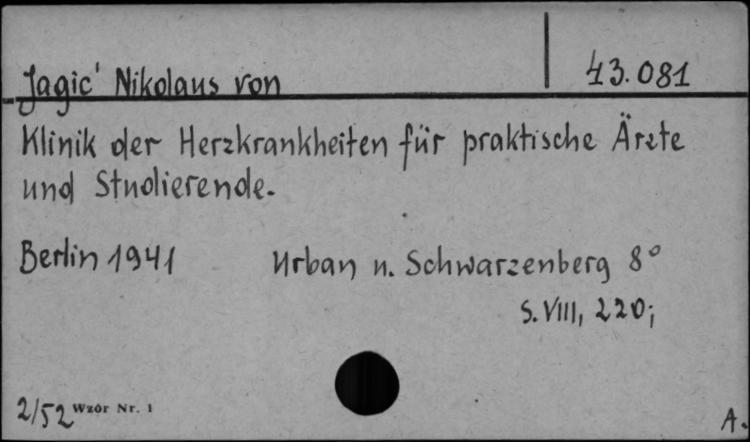 Jagić Nikolaus von 43.081
Klinik der Herzkrankheiten für praktische Ärzte
und Studierende.
Berlin 1941 Urban u. Schwarzenberg 8°
S. VIII, 220;
2/52 Wzór Nr. 1 A.